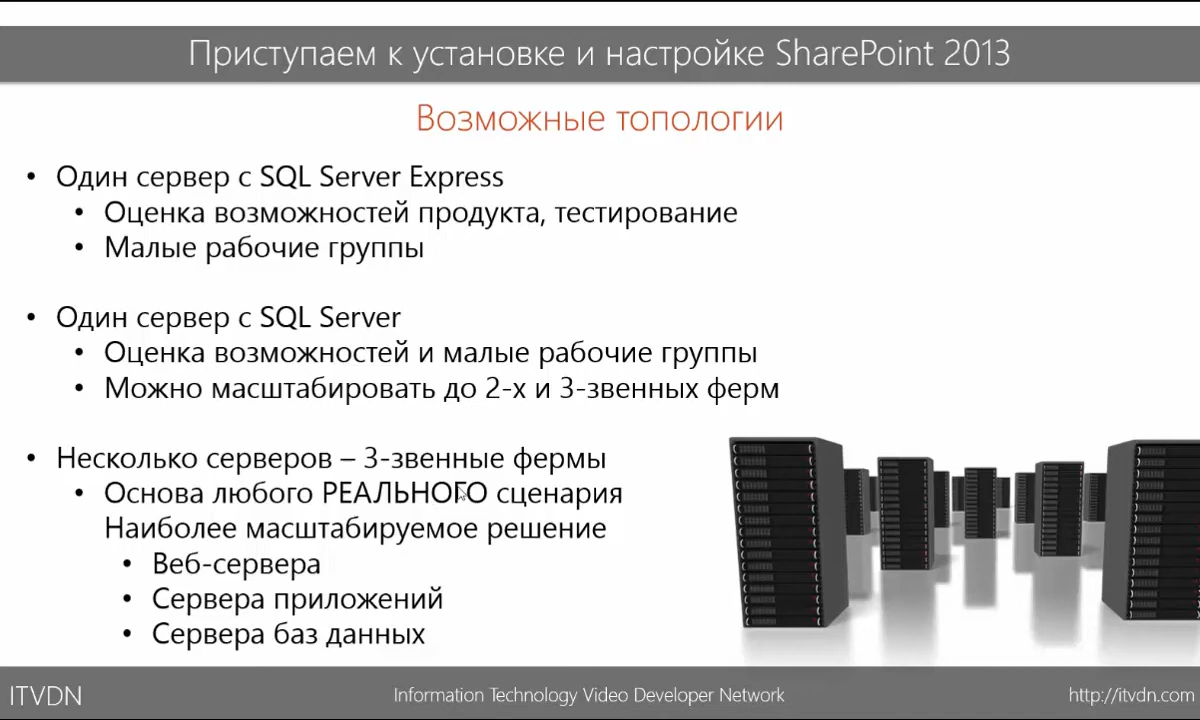 Приступаем к установке и настройке SharePoint 2013
Возможные топологии
• Один сервер с SQL Server Express
• Оценка возможностей продукта, тестирование
• Малые рабочие группы
• Один сервер с SQL Server
• Оценка возможностей и малые рабочие группы
• Можно масштабировать до 2-х и 3-звенных ферм
• Несколько серверов – 3-звенные фермы
• Основа любого РЕАЛЬНОГО сценария
Наиболее масштабируемое решение
• Веб-сервера
• Сервера приложений
• Сервера баз данных
ITVDN
Information Technology Video Developer Network
http://itvdn.com